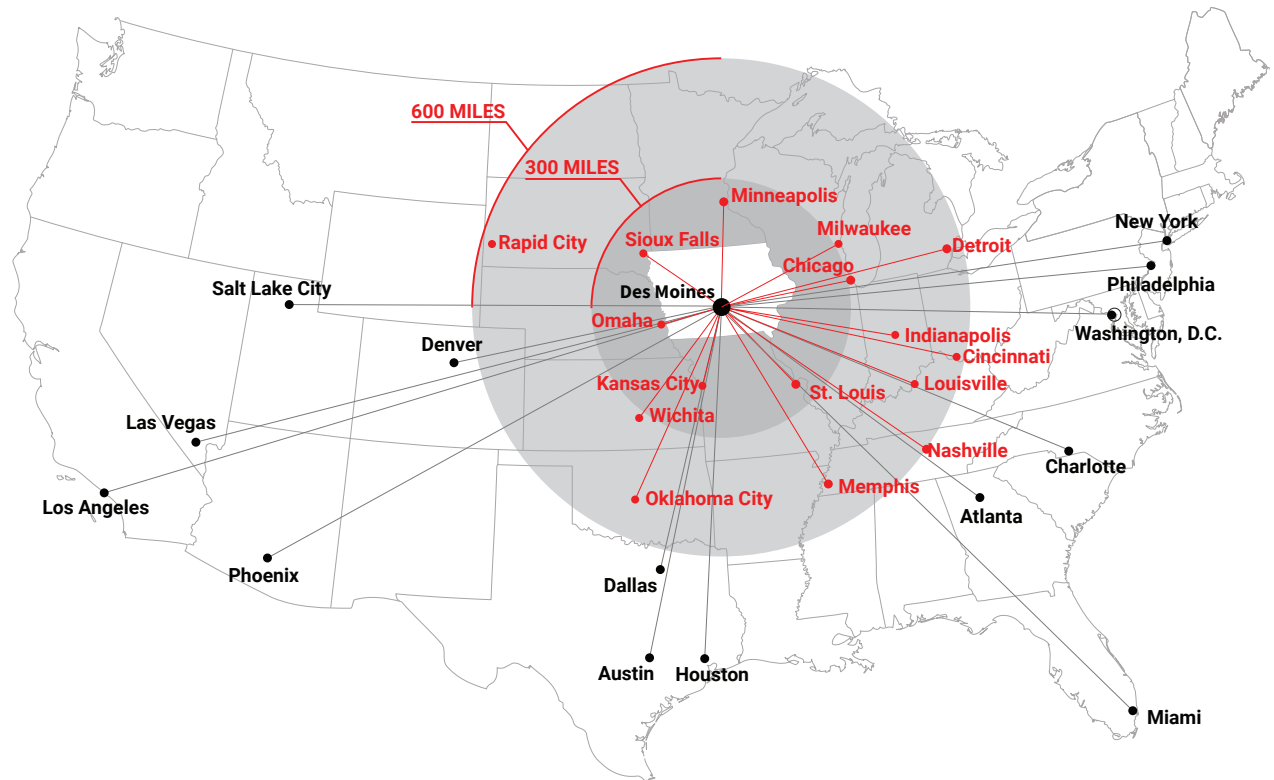 600 MILES
300 MILES
Minneapolis
New York
Milwaukee
Sioux Falls
Rapid City
Detroit
Chicago
Salt Lake City
Des Moines
Philadelphia
Omaha
Washington, D.C.
Indianapolis
Denver
Cincinnati
Kansas City
Louisville
St. Louis
Wichita
Las Vegas
Nashville
Charlotte
Memphis
Oklahoma City
Los Angeles
Atlanta
Phoenix
Dallas
Austin
Houston
Miami